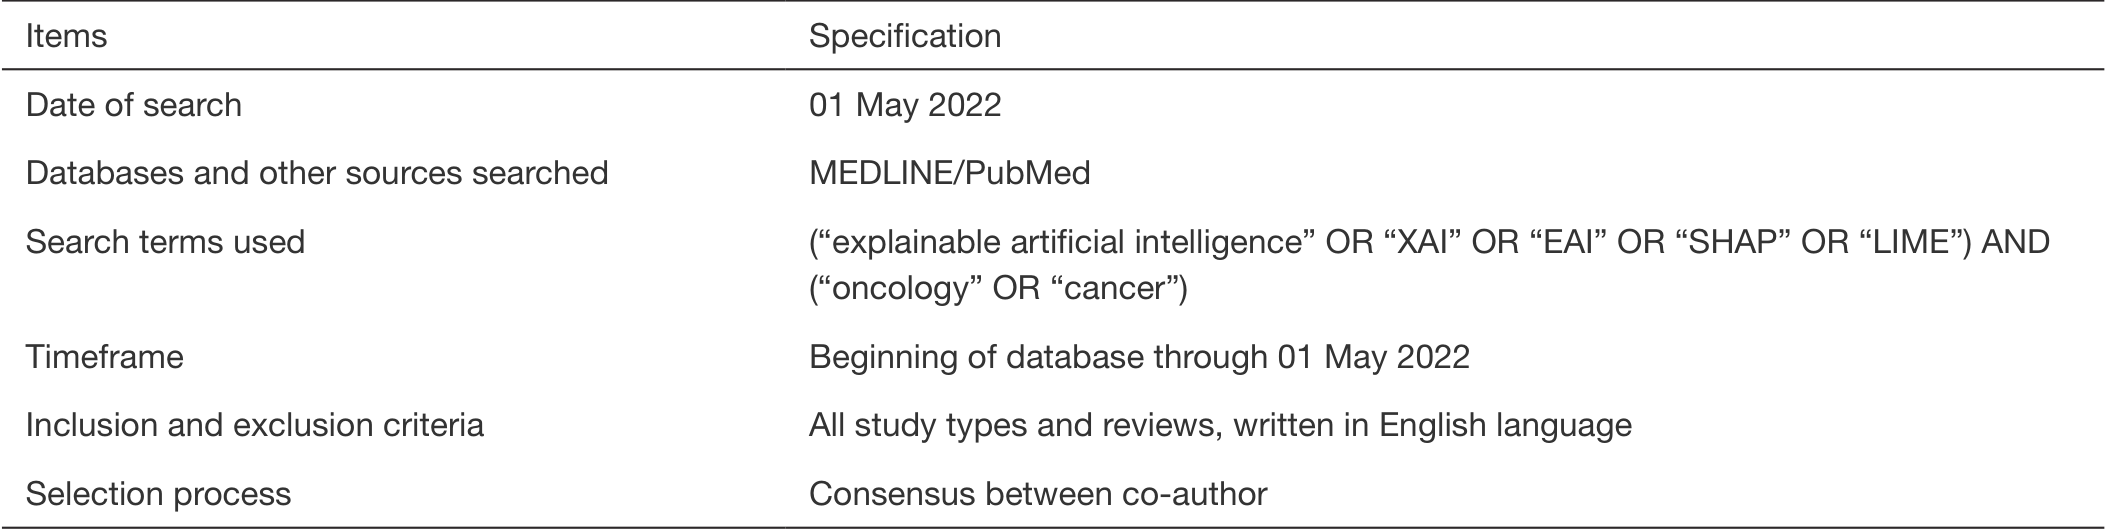 Items Specification
Date of search 01 May 2022
Databases and other sources searched MEDLINE/PubMed
Search terms used (“explainable artificial intelligence” OR “XAI” OR “EAI” OR “SHAP” OR “LIME”) AND
(“oncology” OR “cancer”)
Timeframe Beginning of database through 01 May 2022
Inclusion and exclusion criteria All study types and reviews, written in English language
Selection process Consensus between co-author